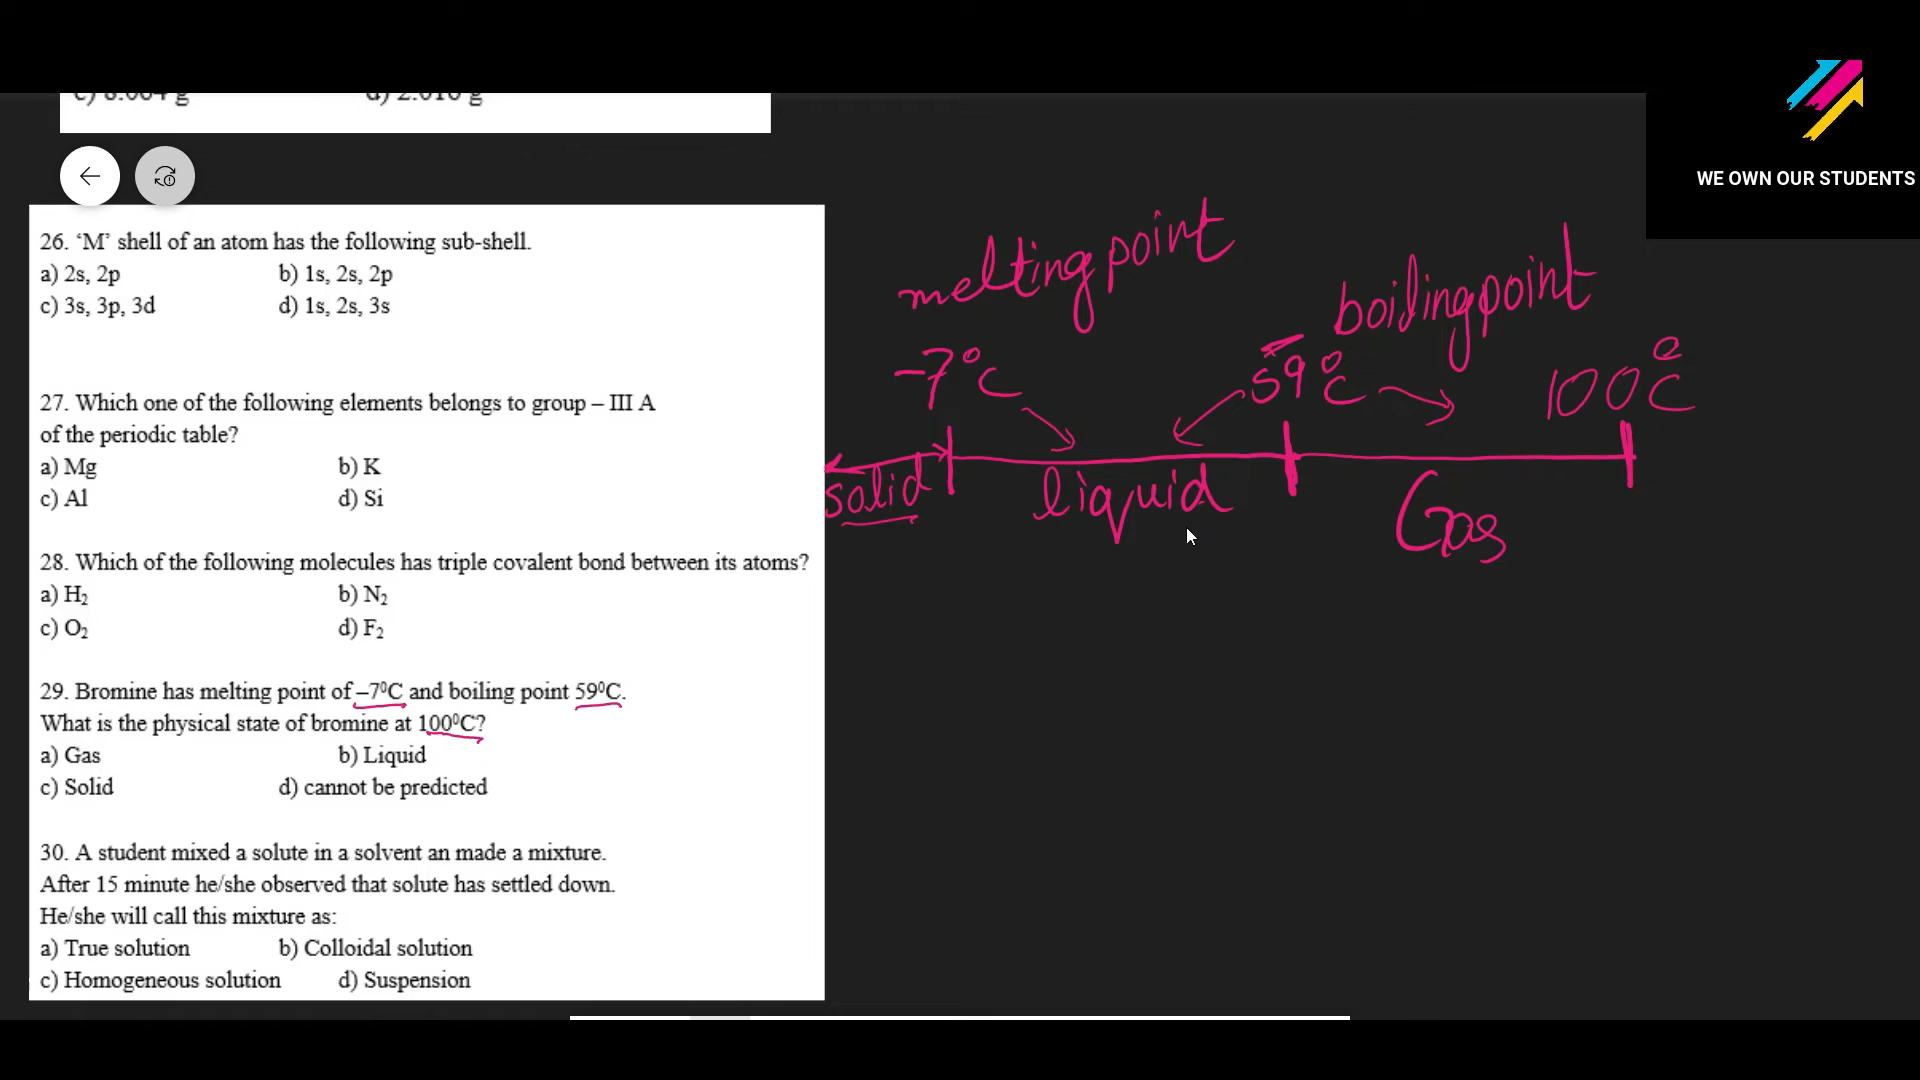 c) 8.064 g d) 2.016 g
WE OWN OUR STUDENTS
26. ‘M’ shell of an atom has the following sub-shell.
a) 2s, 2p b) 1s, 2s, 2p
c) 3s, 3p, 3d d) 1s, 2s, 3s
27. Which one of the following elements belongs to group – III A
of the periodic table?
a) Mg b) K
c) Al d) Si
28. Which of the following molecules has triple covalent bond between its atoms?
a) H₂ b) N₂
c) O₂ d) F₂
29. Bromine has melting point of –7⁰C and boiling point 59⁰C.
What is the physical state of bromine at 100⁰C?
a) Gas b) Liquid
c) Solid d) cannot be predicted
30. A student mixed a solute in a solvent an made a mixture.
After 15 minute he/she observed that solute has settled down.
He/she will call this mixture as:
a) True solution b) Colloidal solution
c) Homogeneous solution d) Suspension
melting point
boiling point
-7°C 59°C 100°C
solid liquid Gas